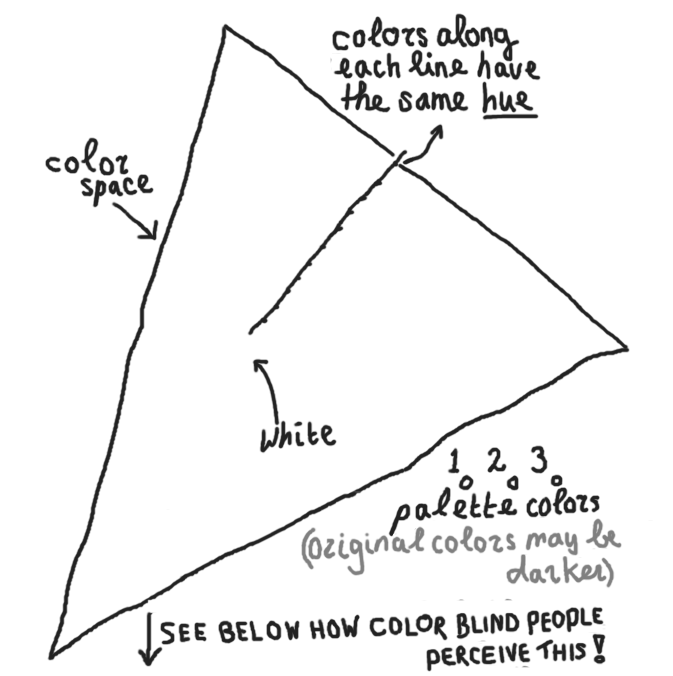 colors along
each line have
the same hue
color
space
white
1 2 3
palette colors
(original colors may be
darker)
SEE BELOW HOW COLOR BLIND PEOPLE
PERCEIVE THIS!